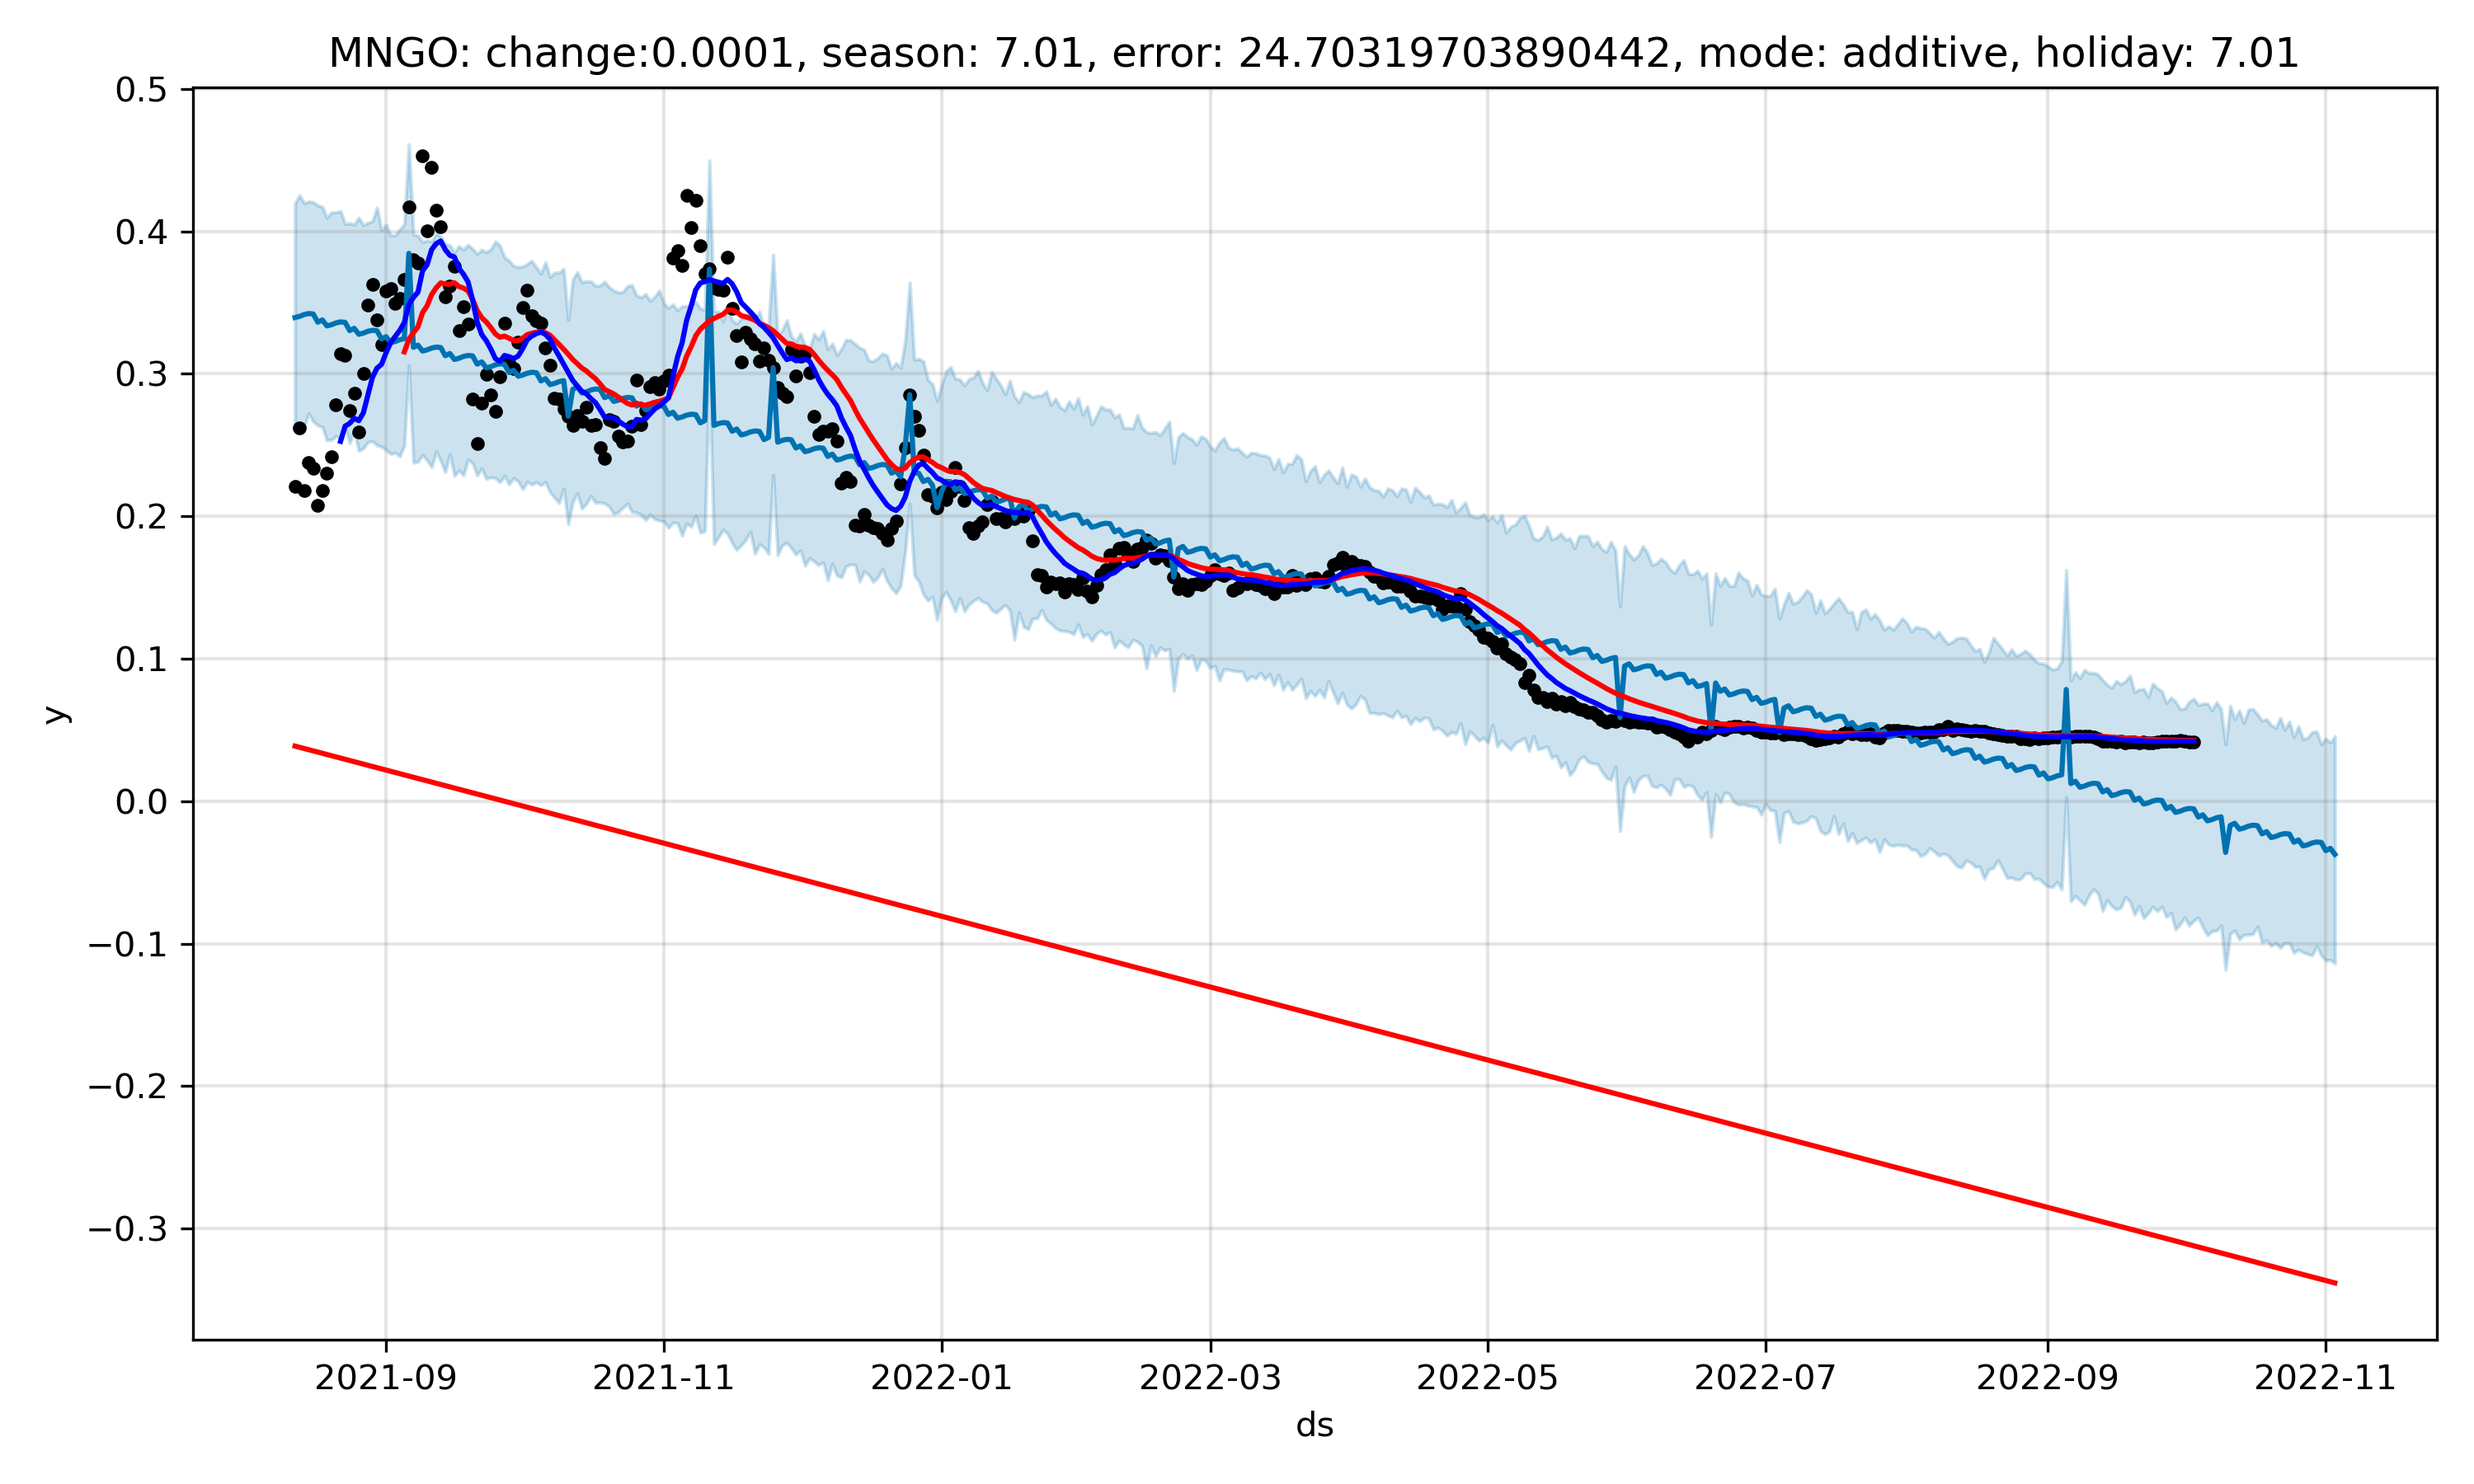 MNGO: change:0.0001, season: 7.01, error: 24.70319703890442, mode: additive, holiday: 7.01
0.5
0.4
0.3
0.2
0.1
0.0
−0.1
−0.2
−0.3
y
2021-09 2021-11 2022-01 2022-03 2022-05 2022-07 2022-09 2022-11
ds